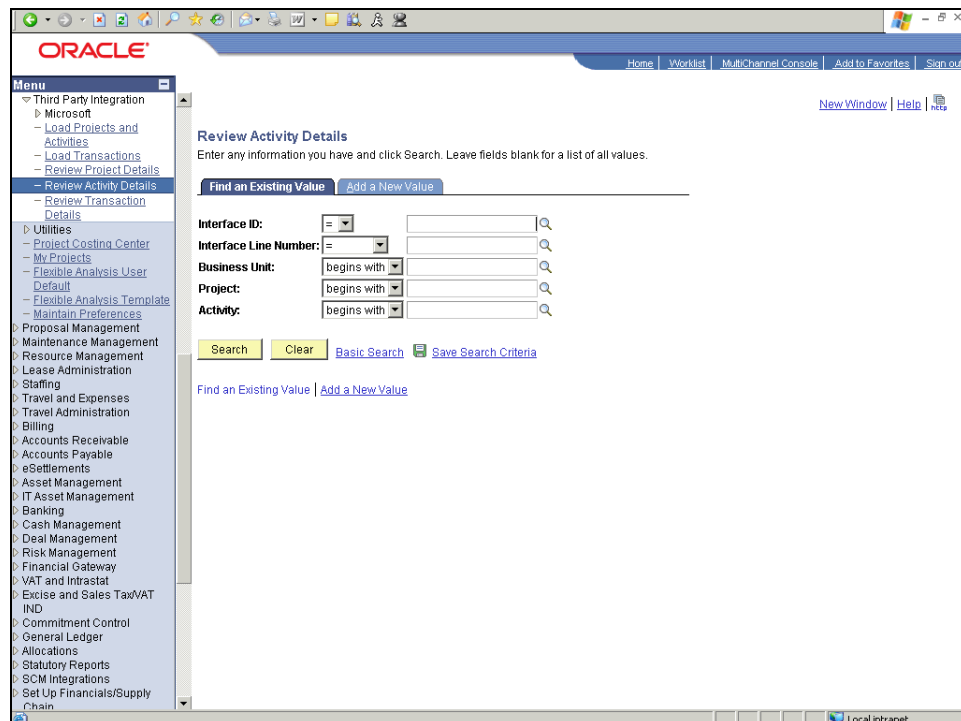 ORACLE'
Home | Worklist | MultiChannel Console | Add to Favorites | Sign out
Menu
Third Party Integration
Microsoft
– Load Projects and
Activities
– Load Transactions
– Review Project Details
– Review Activity Details
– Review Transaction
Details
Utilities
– Project Costing Center
– My Projects
– Flexible Analysis User
Default
– Flexible Analysis Template
– Maintain Preferences
Proposal Management
Maintenance Management
Resource Management
Lease Administration
Staffing
Travel and Expenses
Travel Administration
Billing
Accounts Receivable
Accounts Payable
eSettlements
Asset Management
IT Asset Management
Banking
Cash Management
Deal Management
Risk Management
Financial Gateway
VAT and Intrastat
Excise and Sales Tax/VAT
IND
Commitment Control
General Ledger
Allocations
Statutory Reports
SCM Integrations
Set Up Financials/Supply
Chain
New Window | Help | http
Review Activity Details
Enter any information you have and click Search. Leave fields blank for a list of all values.
Find an Existing Value Add a New Value
Interface ID: =
Interface Line Number: =
Business Unit: begins with
Project: begins with
Activity: begins with
Search Clear Basic Search Save Search Criteria
Find an Existing Value | Add a New Value
Local intranet